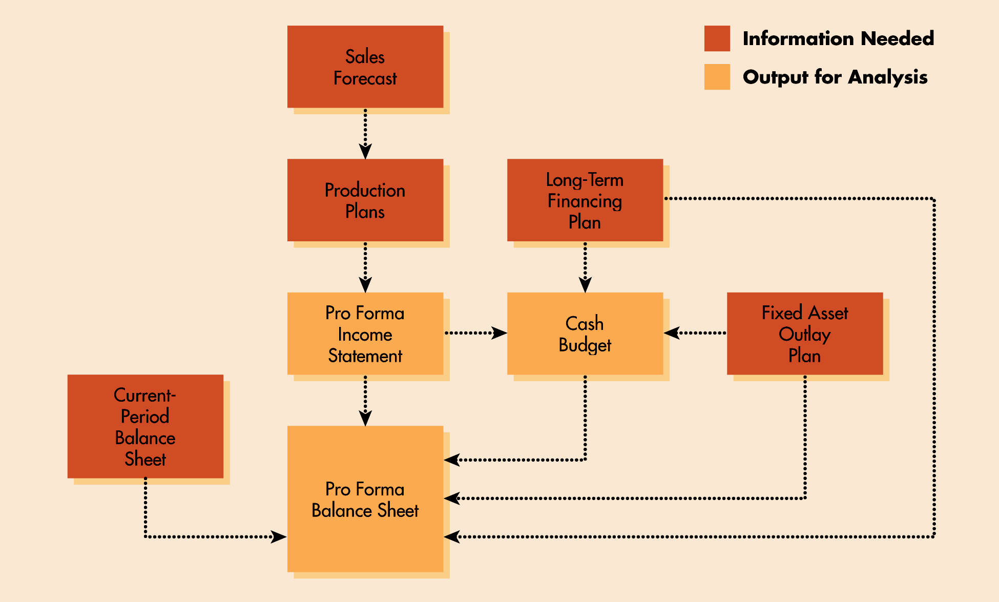 Sales
Forecast
Information Needed
Output for Analysis
Production
Plans
Long-Term
Financing
Plan
Pro Forma
Income
Statement
Cash
Budget
Fixed Asset
Outlay
Plan
Current-
Period
Balance
Sheet
Pro Forma
Balance Sheet